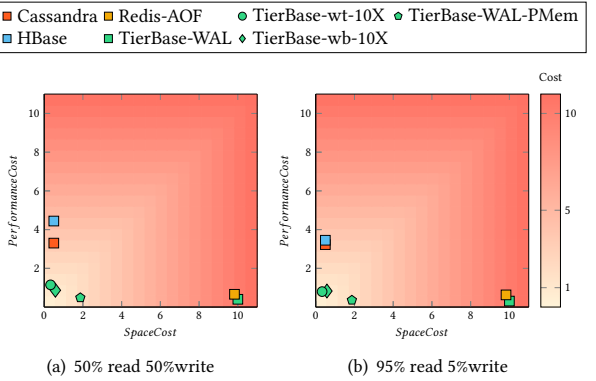 Cassandra Redis-AOF TierBase-wt-10X TierBase-WAL-PMem
HBase TierBase-WAL TierBase-wb-10X
Cost
10
8
6
4
2
0 2 4 6 8 10
PerformanceCost
SpaceCost
10
8
6
4
2
0 2 4 6 8 10
PerformanceCost
SpaceCost
10
5
1
(a) 50% read 50%write
(b) 95% read 5%write